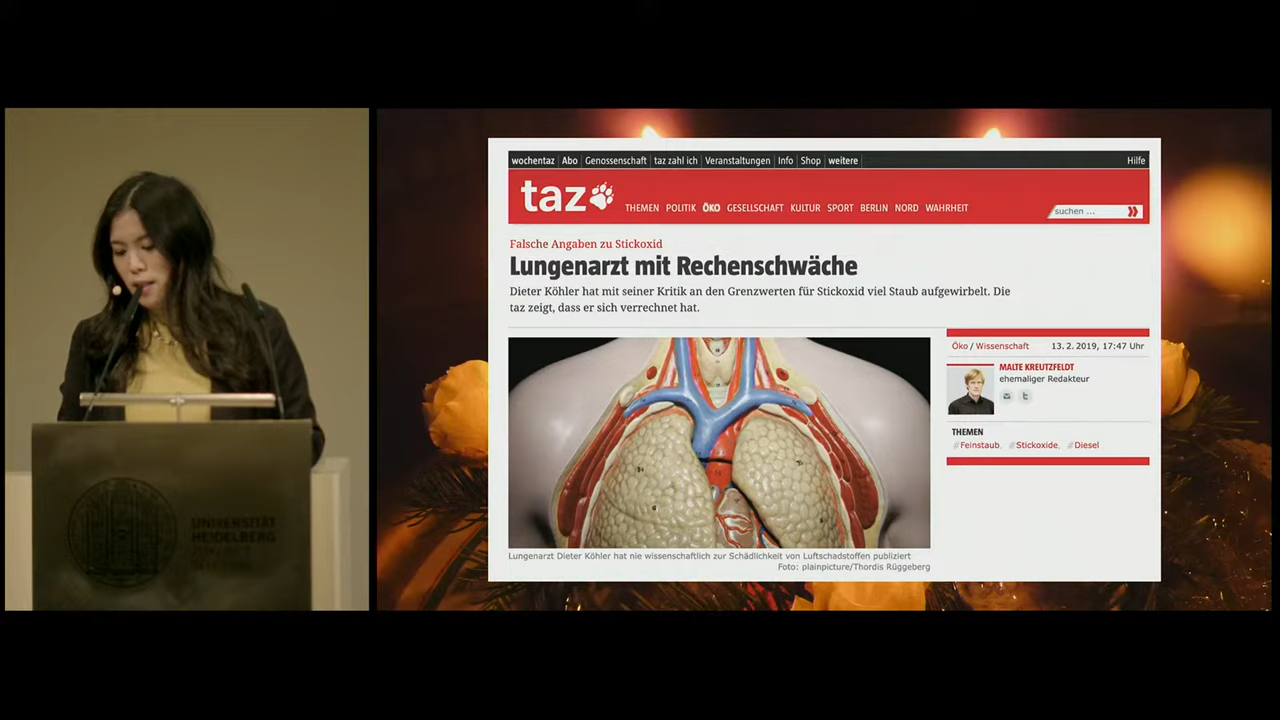 UNIVERSITÄT
HEIDELBERG
wochentaz Abo Genossenschaft taz zahl ich Veranstaltungen Info Shop weitere Hilfe
taz
THEMEN POLITIK ÖKO GESELLSCHAFT KULTUR SPORT BERLIN NORD WAHRHEIT
suchen ...
Falsche Angaben zu Stickoxid
Lungenarzt mit Rechenschwäche
Dieter Köhler hat mit seiner Kritik an den Grenzwerten für Stickoxid viel Staub aufgewirbelt. Die
taz zeigt, dass er sich verrechnet hat.
Öko / Wissenschaft 13. 2. 2019, 17:47 Uhr
MALTE KREUTZFELDT
ehemaliger Redakteur
THEMEN
#Feinstaub, #Stickoxide, #Diesel
Lungenarzt Dieter Köhler hat nie wissenschaftlich zur Schädlichkeit von Luftschadstoffen publiziert
Foto: plainpicture/Thordis Rüggeberg